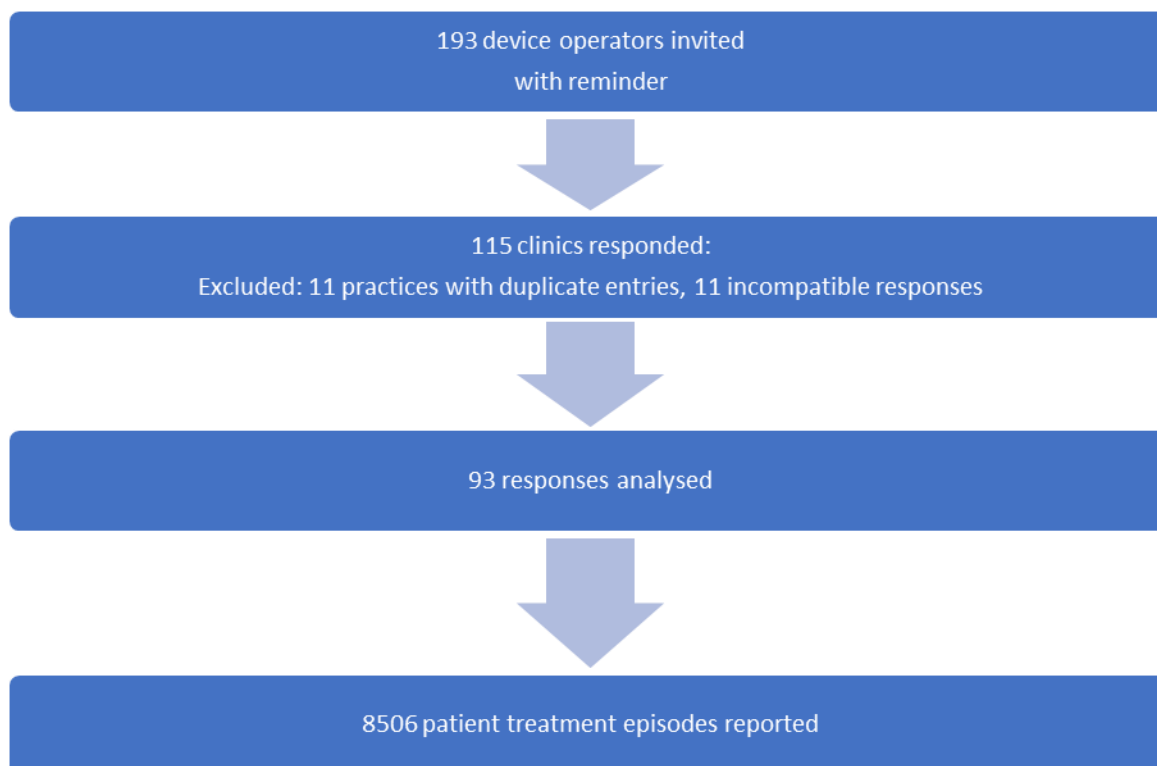 193 device operators invited
with reminder
115 clinics responded:
Excluded: 11 practices with duplicate entries, 11 incompatible responses
93 responses analysed
8506 patient treatment episodes reported